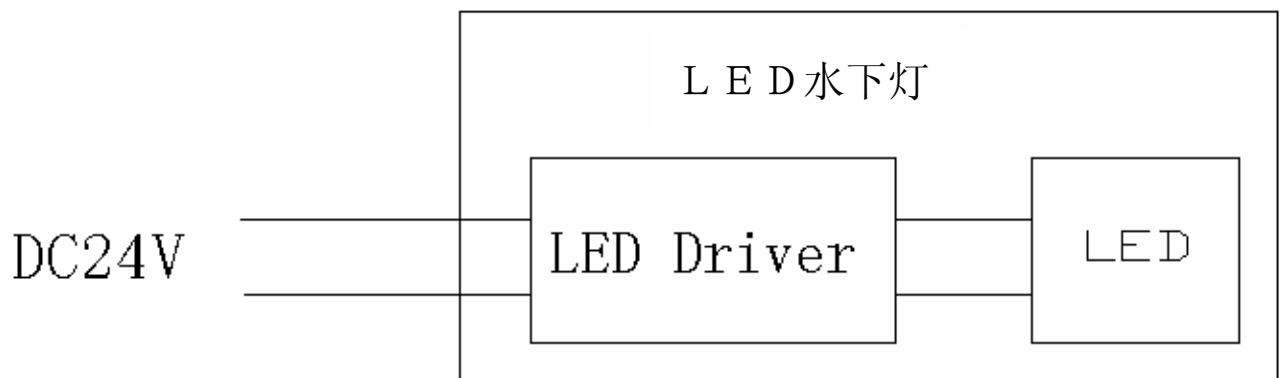 ＬＥＤ水下灯
DC24V
LED Driver
LED